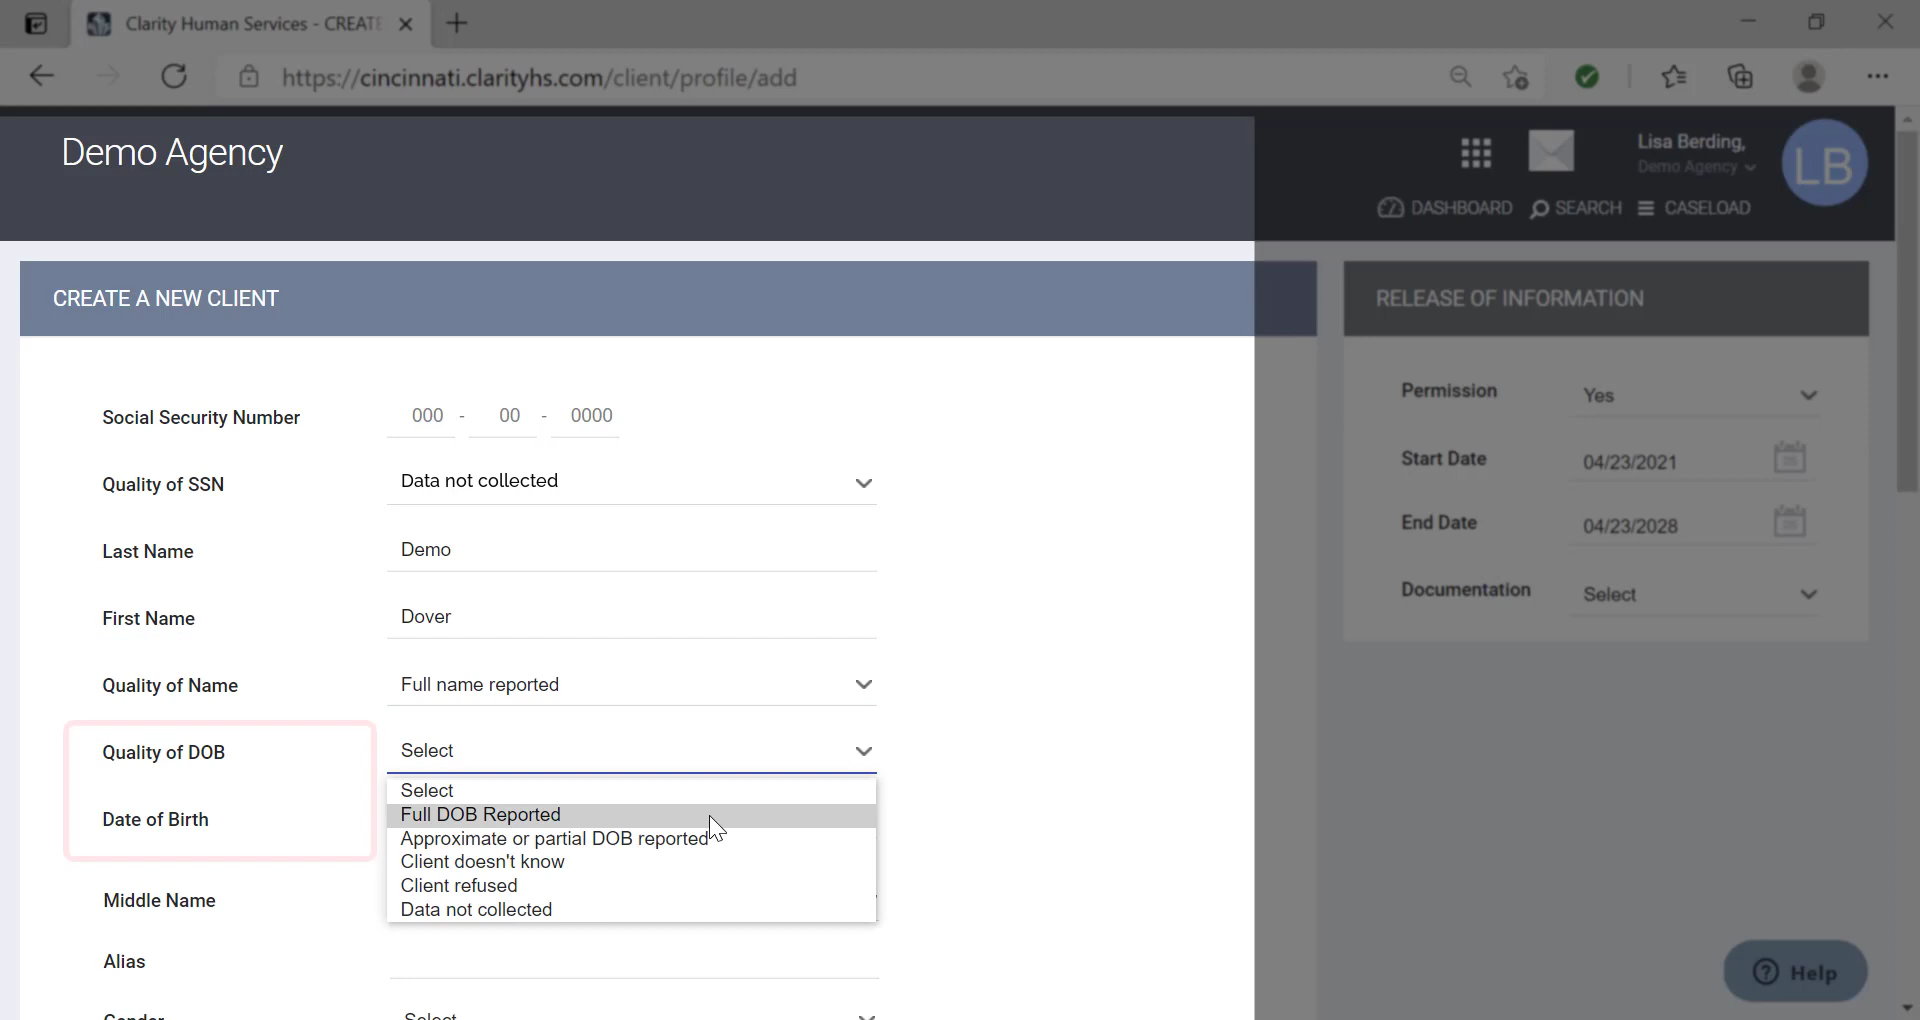 Clarity Human Services - CREATE
https://cincinnati.clarityhs.com/client/profile/add
Demo Agency
Lisa Berding,
Demo Agency
LB
DASHBOARD SEARCH CASELOAD
CREATE A NEW CLIENT
Social Security Number 000 - 00 - 0000
Quality of SSN Data not collected
Last Name Demo
First Name Dover
Quality of Name Full name reported
Quality of DOB Select
Select
Full DOB Reported
Date of Birth
Approximate or partial DOB reported
Client doesn't know
Client refused
Data not collected
Middle Name
Alias
Gender Select
RELEASE OF INFORMATION
Permission Yes
Start Date 04/23/2021
End Date 04/23/2028
Documentation Select
Help